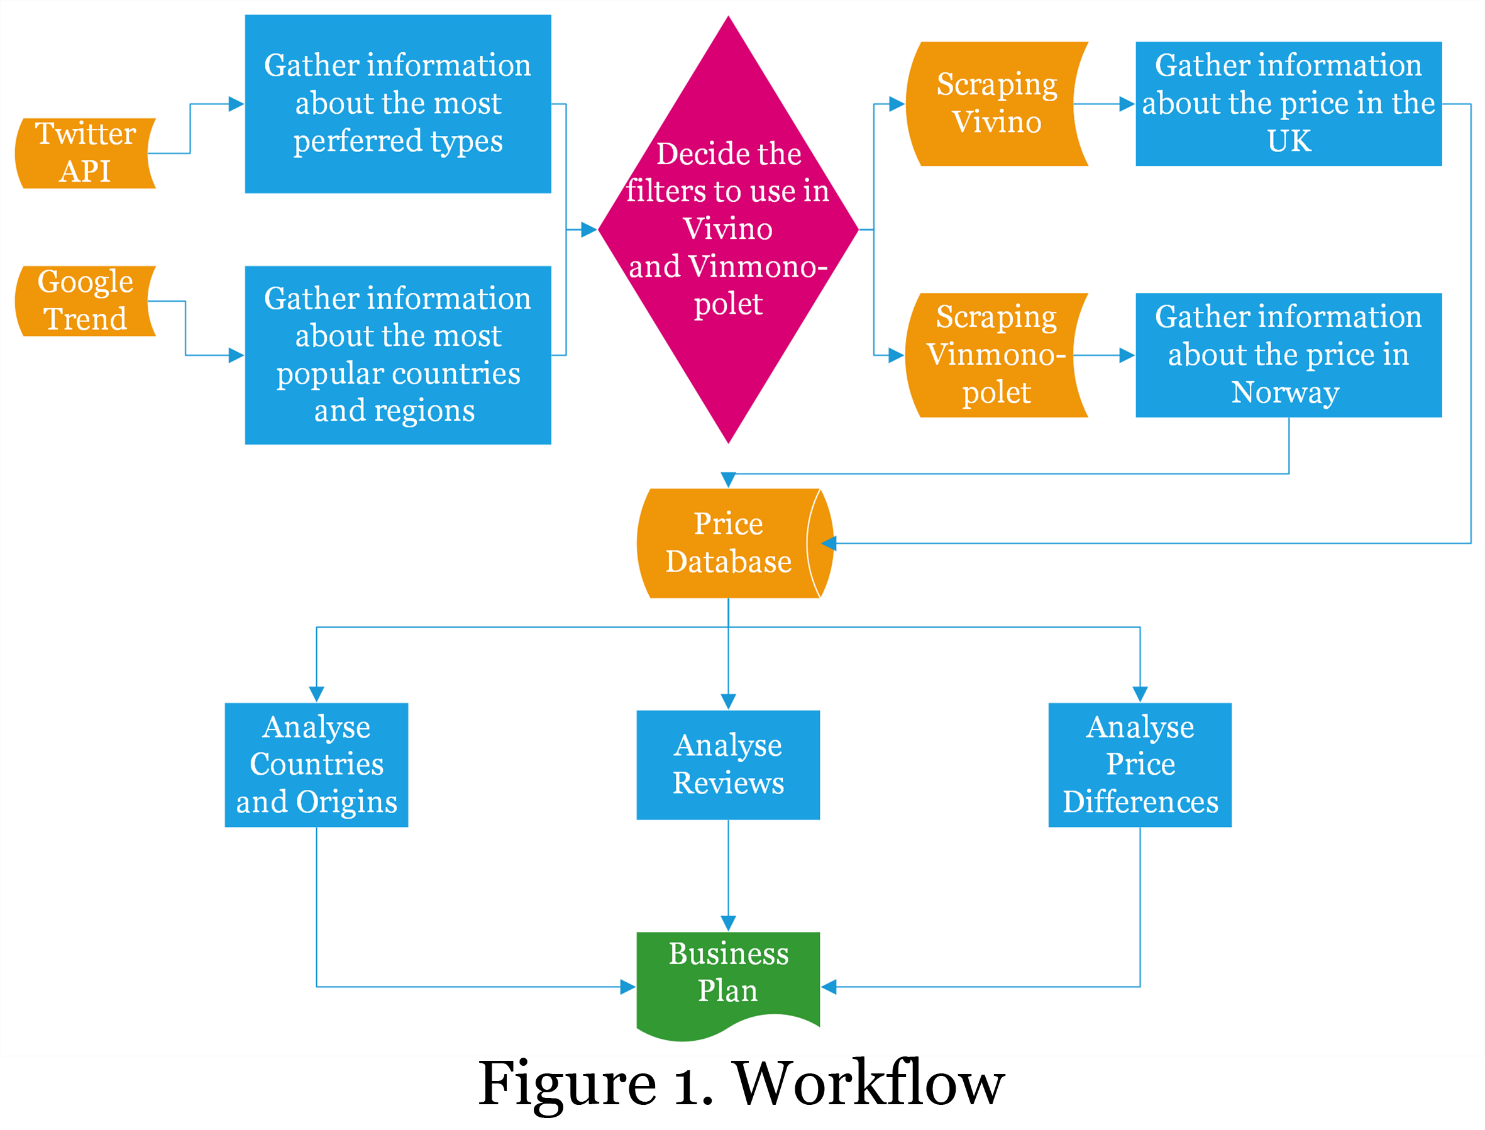 Twitter
API
Gather information
about the most
perferred types
Google
Trend
Gather information
about the most
popular countries
and regions
Decide the
filters to use in
Vivino
and Vinmono-
polet
Scraping
Vivino
Gather information
about the price in the
UK
Scraping
Vinmono-
polet
Gather information
about the price in
Norway
Price
Database
Analyse
Countries
and Origins
Analyse
Reviews
Analyse
Price
Differences
Business
Plan
Figure 1. Workflow